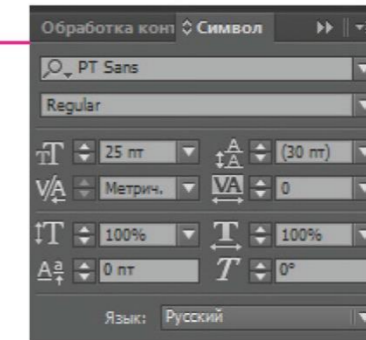 Обработка конт Символ
PT Sans
Regular
25 пт (30 пт)
Метрич. 0
100% 100%
0 пт 0°
Язык: Русский